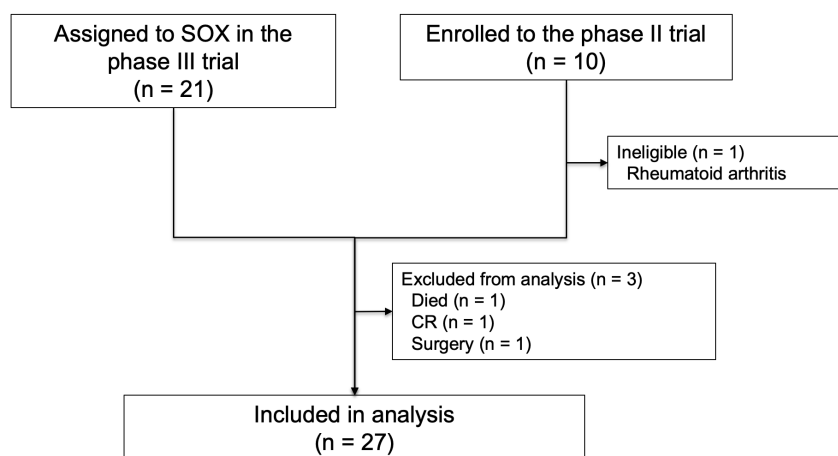 Assigned to SOX in the
phase III trial
(n = 21)
Enrolled to the phase II trial
(n = 10)
Ineligible (n = 1)
Rheumatoid arthritis
Excluded from analysis (n = 3)
Died (n = 1)
CR (n = 1)
Surgery (n = 1)
Included in analysis
(n = 27)